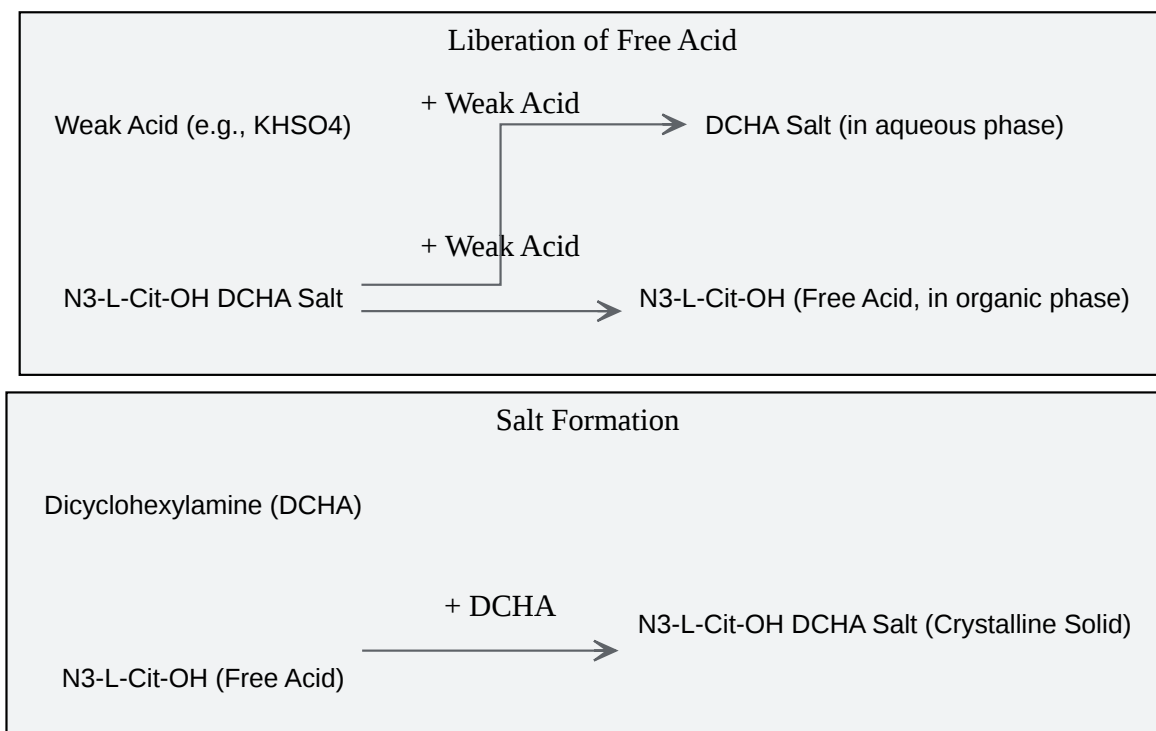 Liberation of Free Acid
+ Weak Acid
Weak Acid (e.g., KHSO4)
DCHA Salt (in aqueous phase)
+ Weak Acid
N3-L-Cit-OH DCHA Salt
N3-L-Cit-OH (Free Acid, in organic phase)
Salt Formation
Dicyclohexylamine (DCHA)
+ DCHA
N3-L-Cit-OH DCHA Salt (Crystalline Solid)
N3-L-Cit-OH (Free Acid)